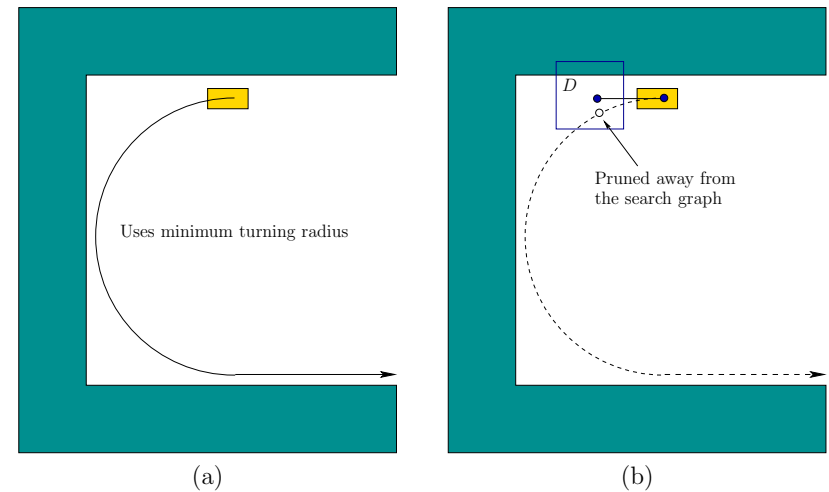 Uses minimum turning radius
(a)
D
Pruned away from
the search graph
(b)